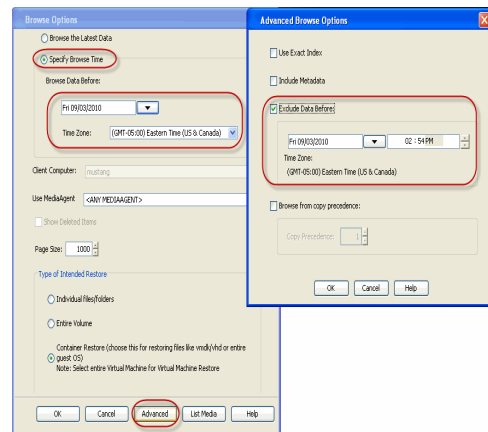 Browse Options
Browse the Latest Data
Specify Browse Time
Browse Data Before:
Fri 09/03/2010
Time Zone: (GMT-05:00) Eastern Time (US & Canada)
Client Computer: mustang
Use MediaAgent <ANY MEDIAAGENT>
Show Deleted Items
Page Size: 1000
Type of Intended Restore
Individual files/folders
Entire Volume
Container Restore (choose this for restoring files like vmdk/vhd or entire
guest OS)
Note: Select entire Virtual Machine for Virtual Machine Restore
OK Cancel Advanced List Media Help
Advanced Browse Options
Use Exact Index
Include Metadata
Exclude Data Before:
Fri 09/03/2010 02 : 54 PM
Time Zone:
(GMT-05:00) Eastern Time (US & Canada)
Browse from copy precedence:
Copy Precedence: 1
OK Cancel Help